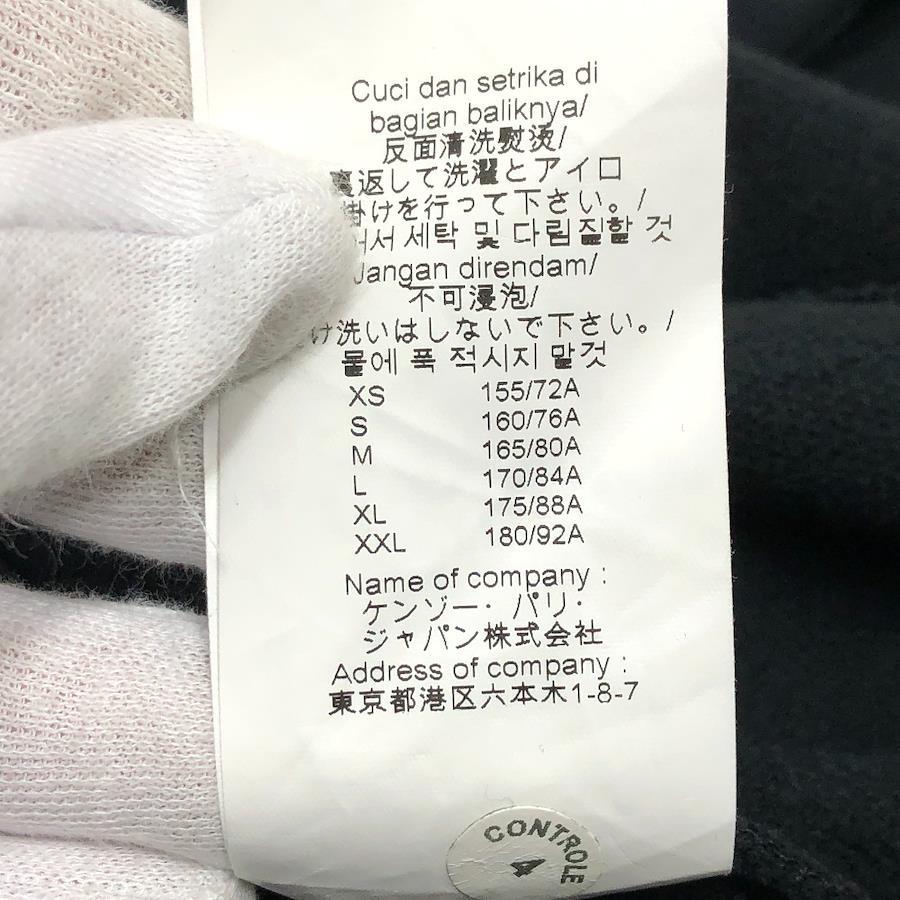 Cuci dan setrika di
bagian baliknya/
反面清洗熨烫/
裏返して洗濯とアイロ
掛けを行って下さい。/
서 세탁 및 다림질할 것
Jangan direndam/
不可浸泡/
け洗いはしないで下さい。/
물에 푹 적시지 말것
XS 155/72A
S 160/76A
M 165/80A
L 170/84A
XL 175/88A
XXL 180/92A
Name of company :
ケンゾー・パリ・
ジャパン株式会社
Address of company :
東京都港区六本木1-8-7
CONTROLE
4